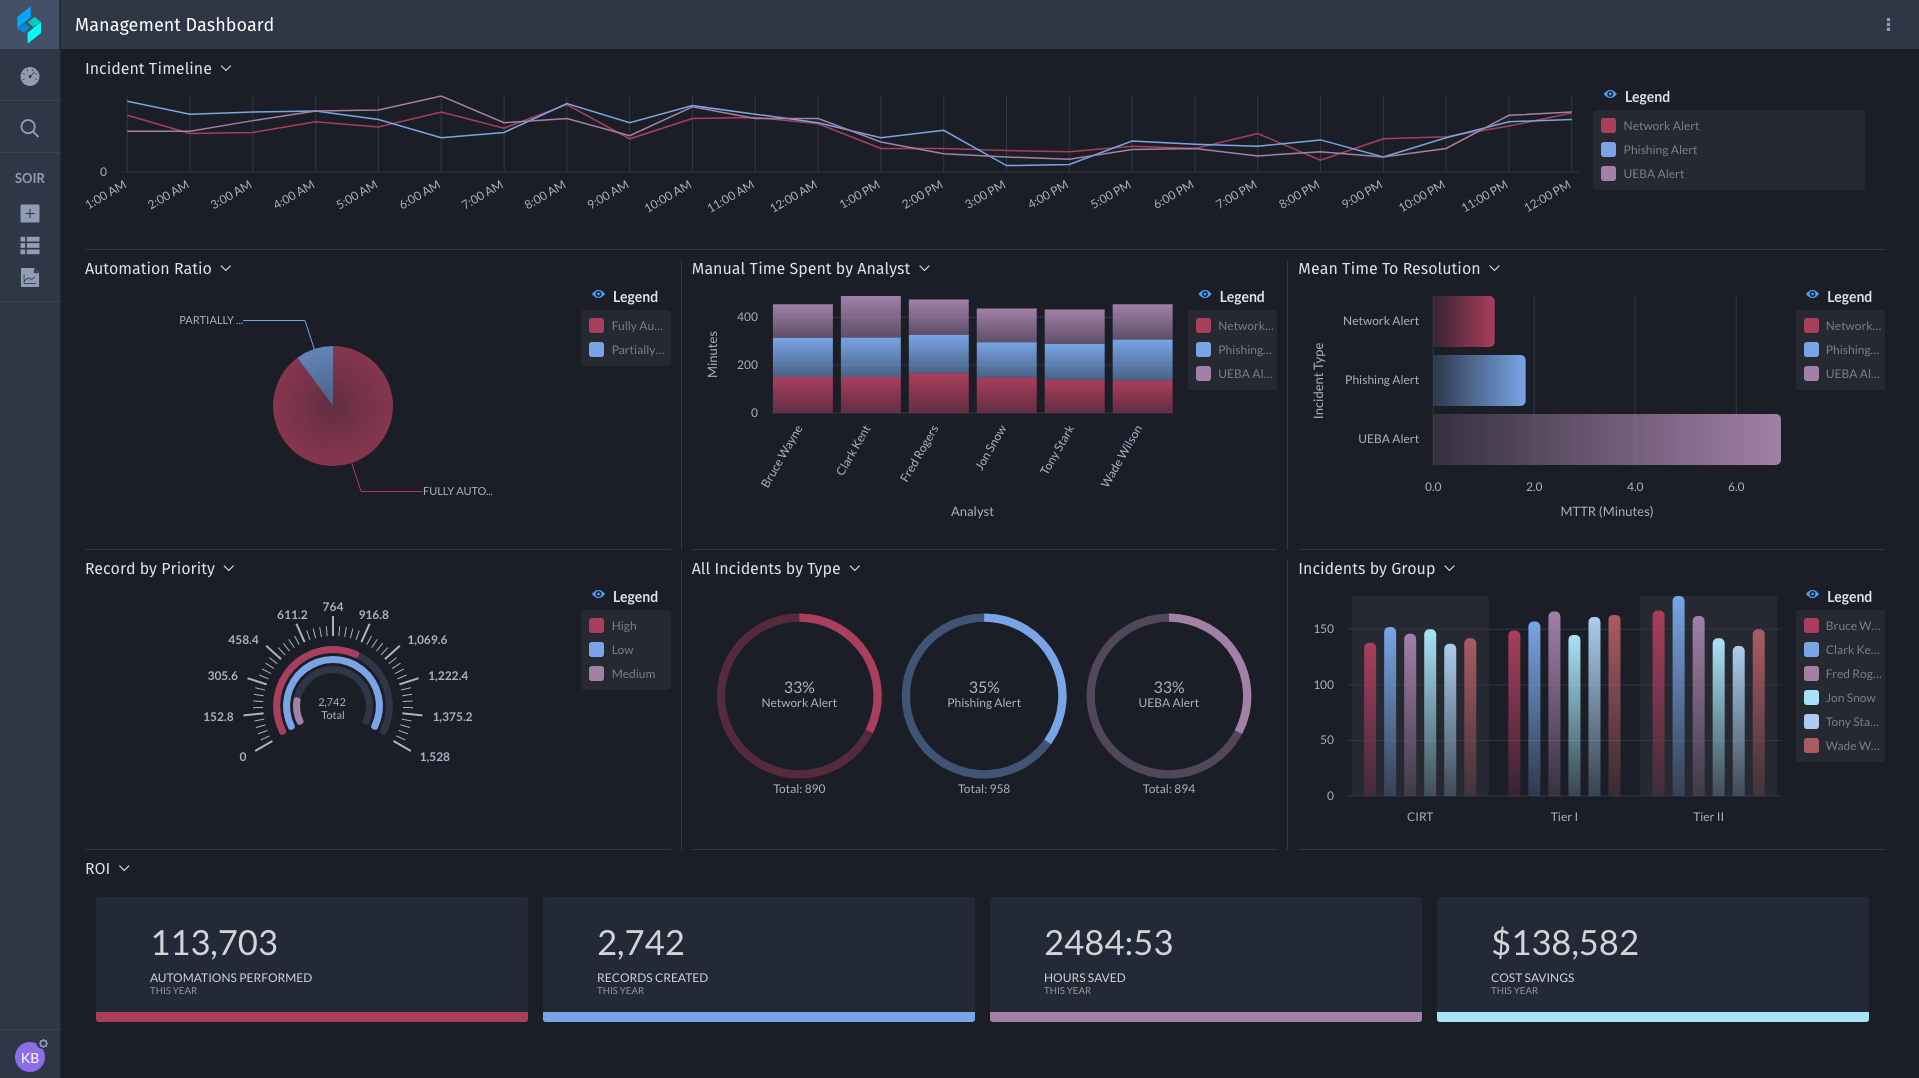 Management Dashboard
Incident Timeline
Legend
Network Alert
Phishing Alert
UEBA Alert
0
1:00 AM 2:00 AM 3:00 AM 4:00 AM 5:00 AM 6:00 AM 7:00 AM 8:00 AM 9:00 AM 10:00 AM 11:00 AM 12:00 AM 1:00 PM 2:00 PM 3:00 PM 4:00 PM 5:00 PM 6:00 PM 7:00 PM 8:00 PM 9:00 PM 10:00 PM 11:00 PM 12:00 PM
SOIR
Automation Ratio
Legend
Fully Au...
Partially...
PARTIALLY ...
FULLY AUTO...
Manual Time Spent by Analyst
Legend
Network...
Phishing...
UEBA Al...
Minutes
400
200
0
Bruce Wayne Clark Kent Fred Rogers Jon Snow Tony Stark Wade Wilson
Analyst
Mean Time To Resolution
Legend
Network...
Phishing...
UEBA Al...
Incident Type
Network Alert
Phishing Alert
UEBA Alert
0.0 2.0 4.0 6.0
MTTR (Minutes)
Record by Priority
Legend
High
Low
Medium
0
152.8
305.6
458.4
611.2
764
916.8
1,069.6
1,222.4
1,375.2
1,528
2,742
Total
All Incidents by Type
33%
Network Alert
Total: 890
35%
Phishing Alert
Total: 958
33%
UEBA Alert
Total: 894
Incidents by Group
Legend
Bruce W...
Clark Ke...
Fred Rog...
Jon Snow
Tony Sta...
Wade W...
150
100
50
0
CIRT Tier I Tier II
ROI
113,703
AUTOMATIONS PERFORMED
THIS YEAR
2,742
RECORDS CREATED
THIS YEAR
2484:53
HOURS SAVED
THIS YEAR
$138,582
COST SAVINGS
THIS YEAR
KB